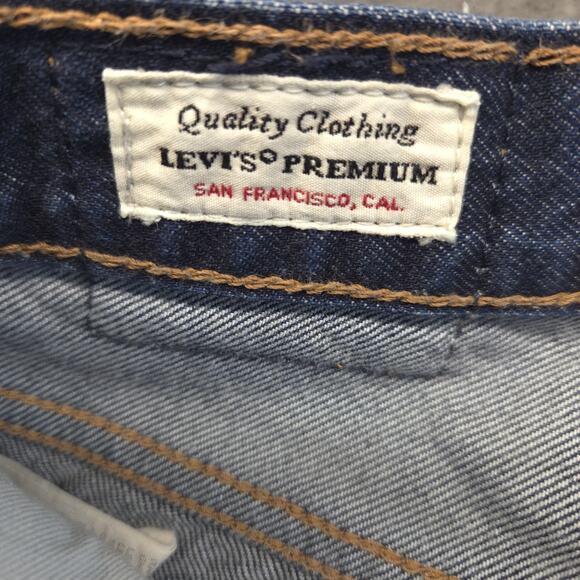 Quality Clothing
LEVI'S® PREMIUM
SAN FRANCISCO, CAL.